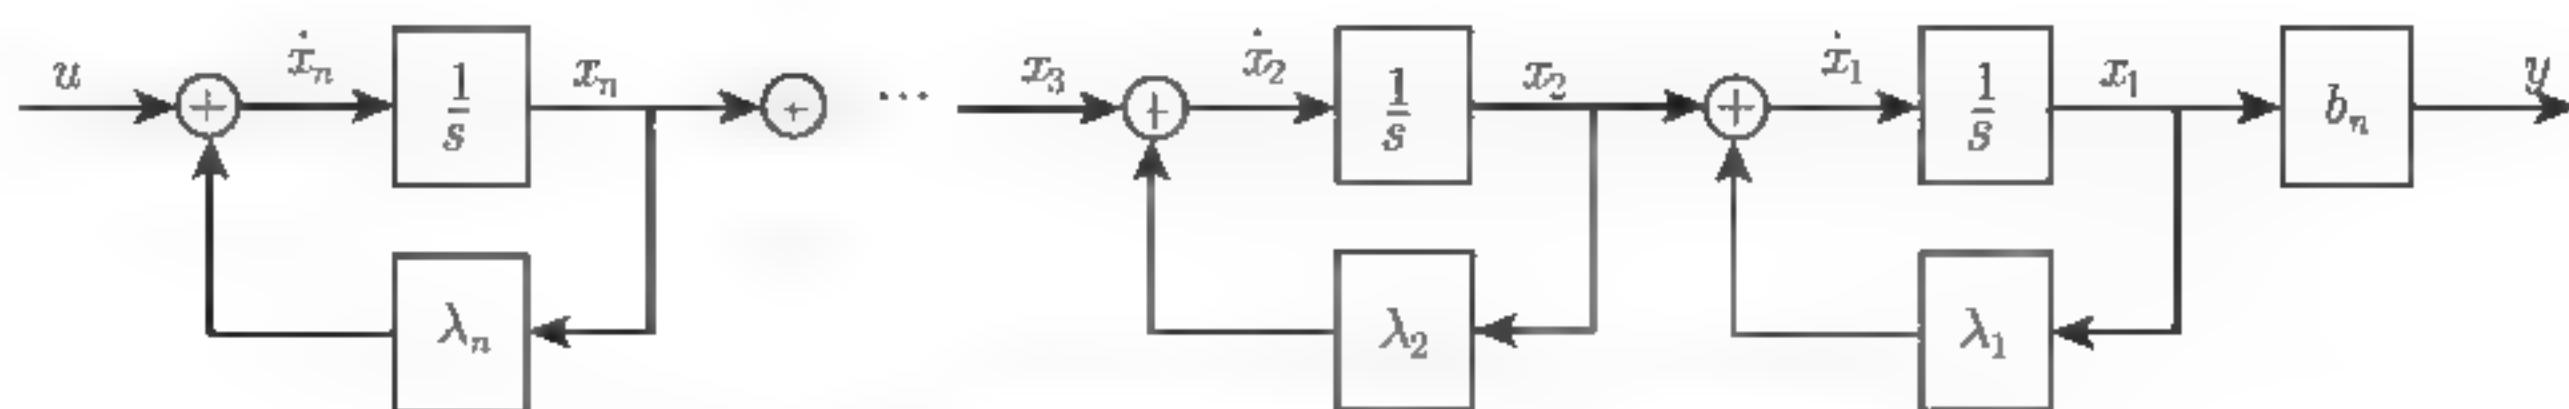 u ẋₙ 1/s xₙ + + ... x₃ + ẋ₂ 1/s x₂ + ẋ₁ 1/s x₁ bₙ y
λₙ λ₂ λ₁